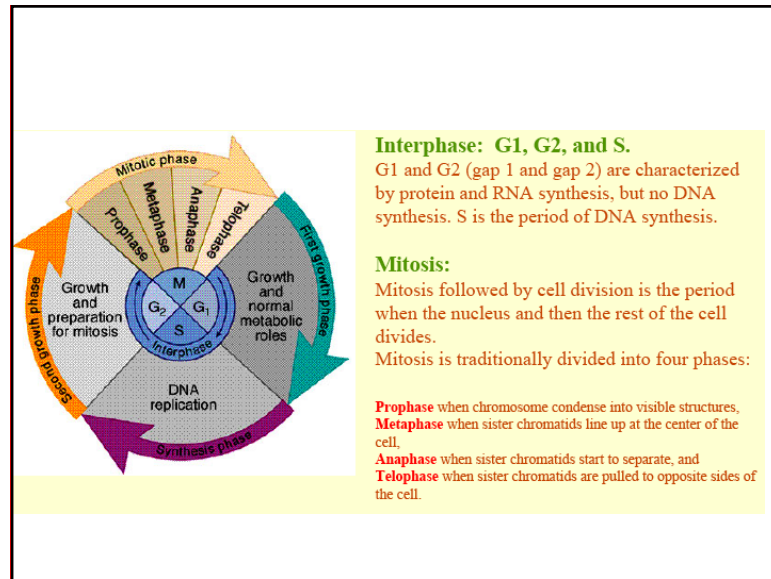 Mitotic phase
Prophase
Metaphase
Anaphase
Telophase
First growth phase
Second growth phase
Growth
and
preparation
for mitosis
M
G2
G1
S
Interphase
Growth
and
normal
metabolic
roles
DNA
replication
Synthesis phase
Interphase: G1, G2, and S.
G1 and G2 (gap 1 and gap 2) are characterized
by protein and RNA synthesis, but no DNA
synthesis. S is the period of DNA synthesis.
Mitosis:
Mitosis followed by cell division is the period
when the nucleus and then the rest of the cell
divides.
Mitosis is traditionally divided into four phases:
Prophase when chromosome condense into visible structures,
Metaphase when sister chromatids line up at the center of the
cell,
Anaphase when sister chromatids start to separate, and
Telophase when sister chromatids are pulled to opposite sides of
the cell.